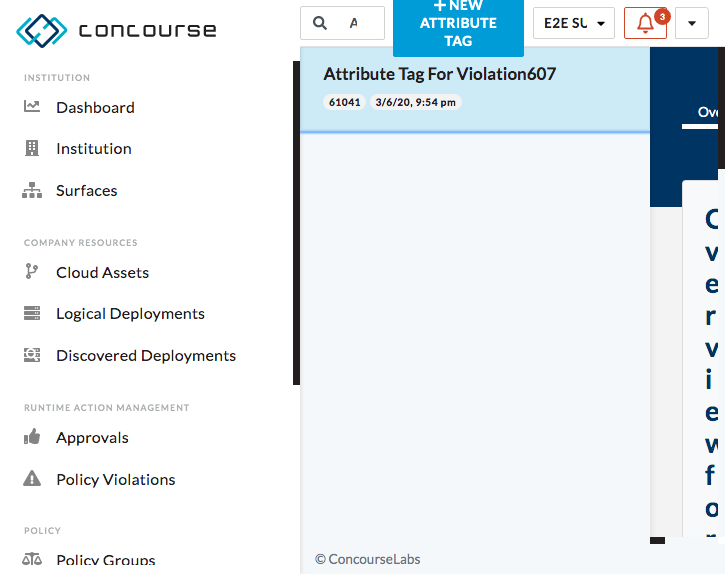 concourse
INSTITUTION
Dashboard
Institution
Surfaces
COMPANY RESOURCES
Cloud Assets
Logical Deployments
Discovered Deployments
RUNTIME ACTION MANAGEMENT
Approvals
Policy Violations
POLICY
Policy Groups
A
+ NEW
ATTRIBUTE
TAG
E2E SU
3
Attribute Tag For Violation607
61041 3/6/20, 9:54 pm
Ove
O
v
e
r
v
i
e
w
f
o
r
© ConcourseLabs